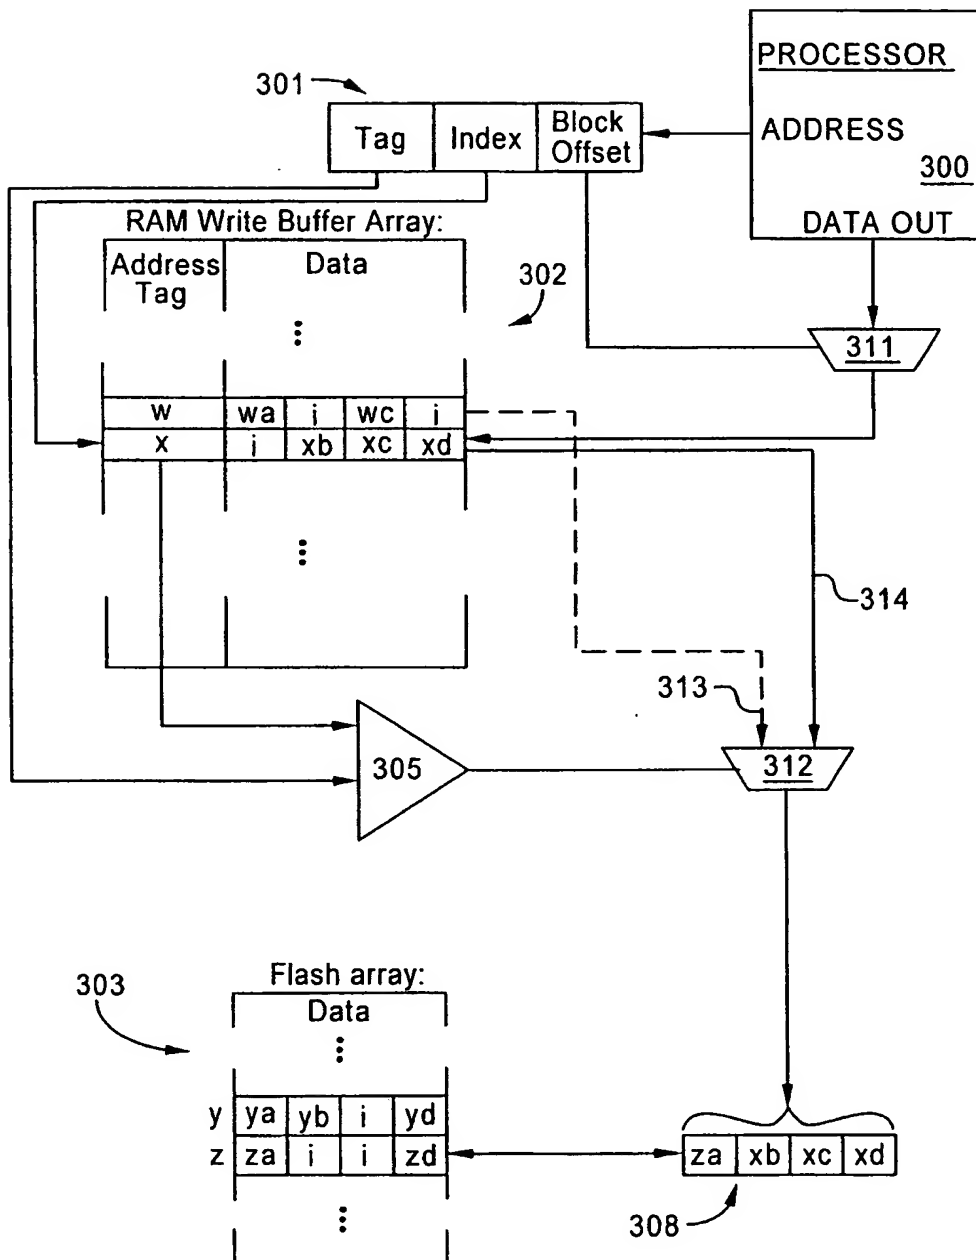 PROCESSOR
301
Tag Index Block Offset
ADDRESS
300
DATA OUT
RAM Write Buffer Array:
Address Tag
Data
302
311
w wa i wc i
x i xb xc xd
314
313
305
312
Flash array:
303
Data
y ya yb i yd
z za i i zd
za xb xc xd
308